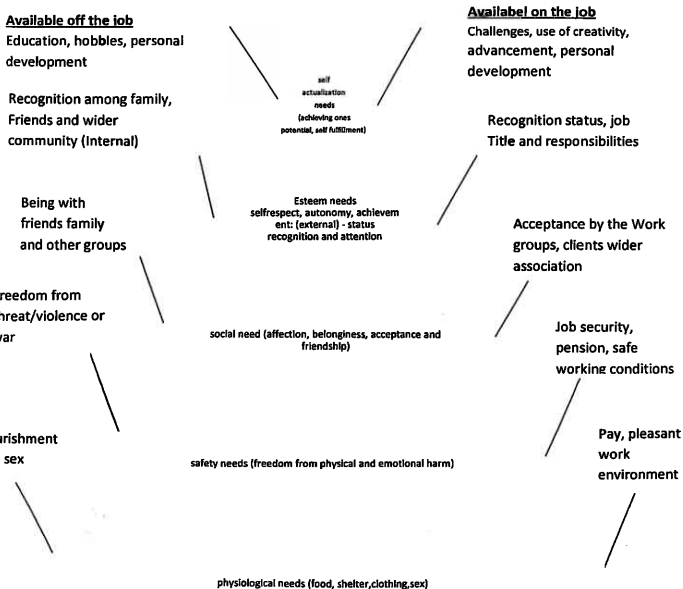 Available off the job
Education, hobbles, personal
development
Recognition among family,
Friends and wider
community (Internal)
Being with
friends family
and other groups
reedom from
hreat/violence or
var
urishment
sex
self
actualization
needs
(achieving ones
potential, self fulfilment)
Esteem needs
selfrespect, autonomy, achievem
ent: (external) - status
recognition and attention
social need (affection, belonginess, acceptance and
friendship)
safety needs (freedom from physical and emotional harm)
physiological needs (food, shelter,clothing,sex)
Availabel on the job
Challenges, use of creativity,
advancement, personal
development
Recognition status, job
Title and responsibilities
Acceptance by the Work
groups, clients wider
association
Job security,
pension, safe
working conditions
Pay, pleasant
work
environment